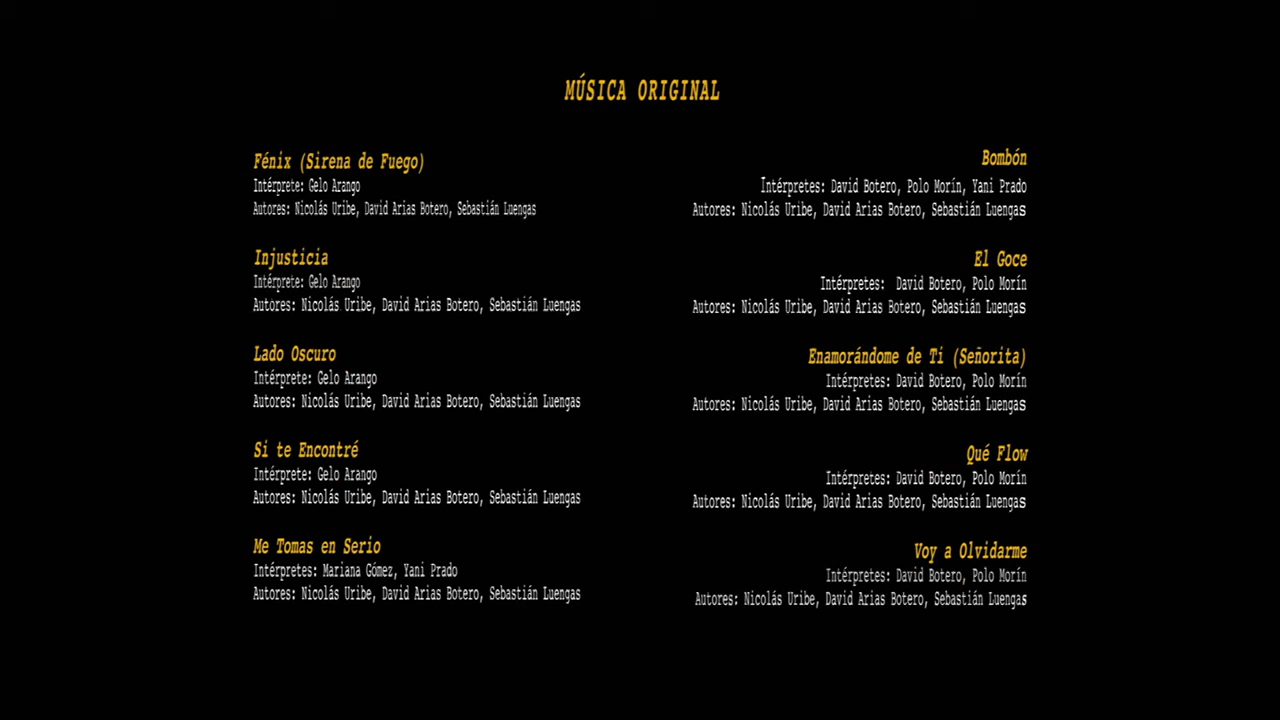 MÚSICA ORIGINAL
Fénix (Sirena de Fuego)
Intérprete: Gelo Arango
Autores: Nicolás Uribe, David Arias Botero, Sebastián Luengas
Injusticia
Intérprete: Gelo Arango
Autores: Nicolás Uribe, David Arias Botero, Sebastián Luengas
Lado Oscuro
Intérprete: Gelo Arango
Autores: Nicolás Uribe, David Arias Botero, Sebastián Luengas
Si te Encontré
Intérprete: Gelo Arango
Autores: Nicolás Uribe, David Arias Botero, Sebastián Luengas
Me Tomas en Serio
Intérpretes: Mariana Gómez, Yani Prado
Autores: Nicolás Uribe, David Arias Botero, Sebastián Luengas
Bombón
Intérpretes: David Botero, Polo Morín, Yani Prado
Autores: Nicolás Uribe, David Arias Botero, Sebastián Luengas
El Goce
Intérpretes: David Botero, Polo Morín
Autores: Nicolás Uribe, David Arias Botero, Sebastián Luengas
Enamorándome de Ti (Señorita)
Intérpretes: David Botero, Polo Morín
Autores: Nicolás Uribe, David Arias Botero, Sebastián Luengas
Qué Flow
Intérpretes: David Botero, Polo Morín
Autores: Nicolás Uribe, David Arias Botero, Sebastián Luengas
Voy a Olvidarme
Intérpretes: David Botero, Polo Morín
Autores: Nicolás Uribe, David Arias Botero, Sebastián Luengas